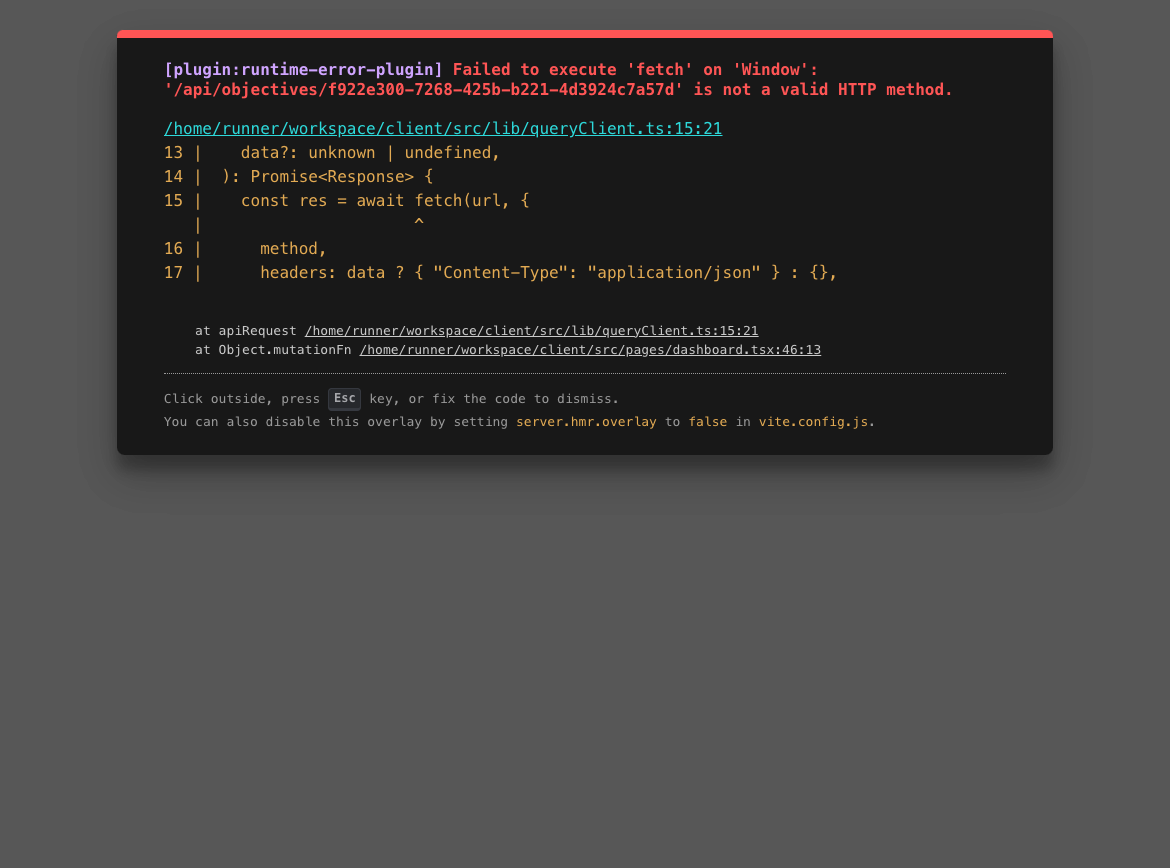 [plugin:runtime-error-plugin] Failed to execute 'fetch' on 'Window':
'/api/objectives/f922e300-7268-425b-b221-4d3924c7a57d' is not a valid HTTP method.
/home/runner/workspace/client/src/lib/queryClient.ts:15:21
13 |    data?: unknown | undefined,
14 |  ): Promise<Response> {
15 |    const res = await fetch(url, {
   |                      ^
16 |      method,
17 |      headers: data ? { "Content-Type": "application/json" } : {},
at apiRequest /home/runner/workspace/client/src/lib/queryClient.ts:15:21
at Object.mutationFn /home/runner/workspace/client/src/pages/dashboard.tsx:46:13
Click outside, press Esc key, or fix the code to dismiss.
You can also disable this overlay by setting server.hmr.overlay to false in vite.config.js.